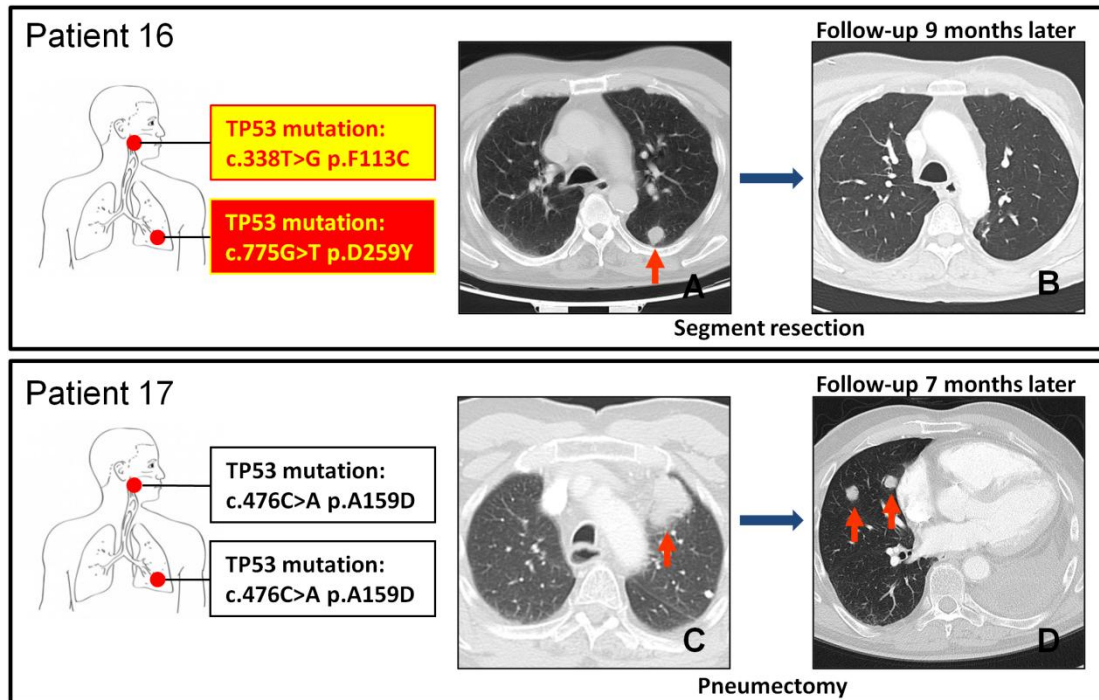 Patient 16
TP53 mutation:
c.338T>G p.F113C
TP53 mutation:
c.775G>T p.D259Y
A
Follow-up 9 months later
B
Segment resection
Patient 17
TP53 mutation:
c.476C>A p.A159D
TP53 mutation:
c.476C>A p.A159D
C
Follow-up 7 months later
D
Pneumectomy